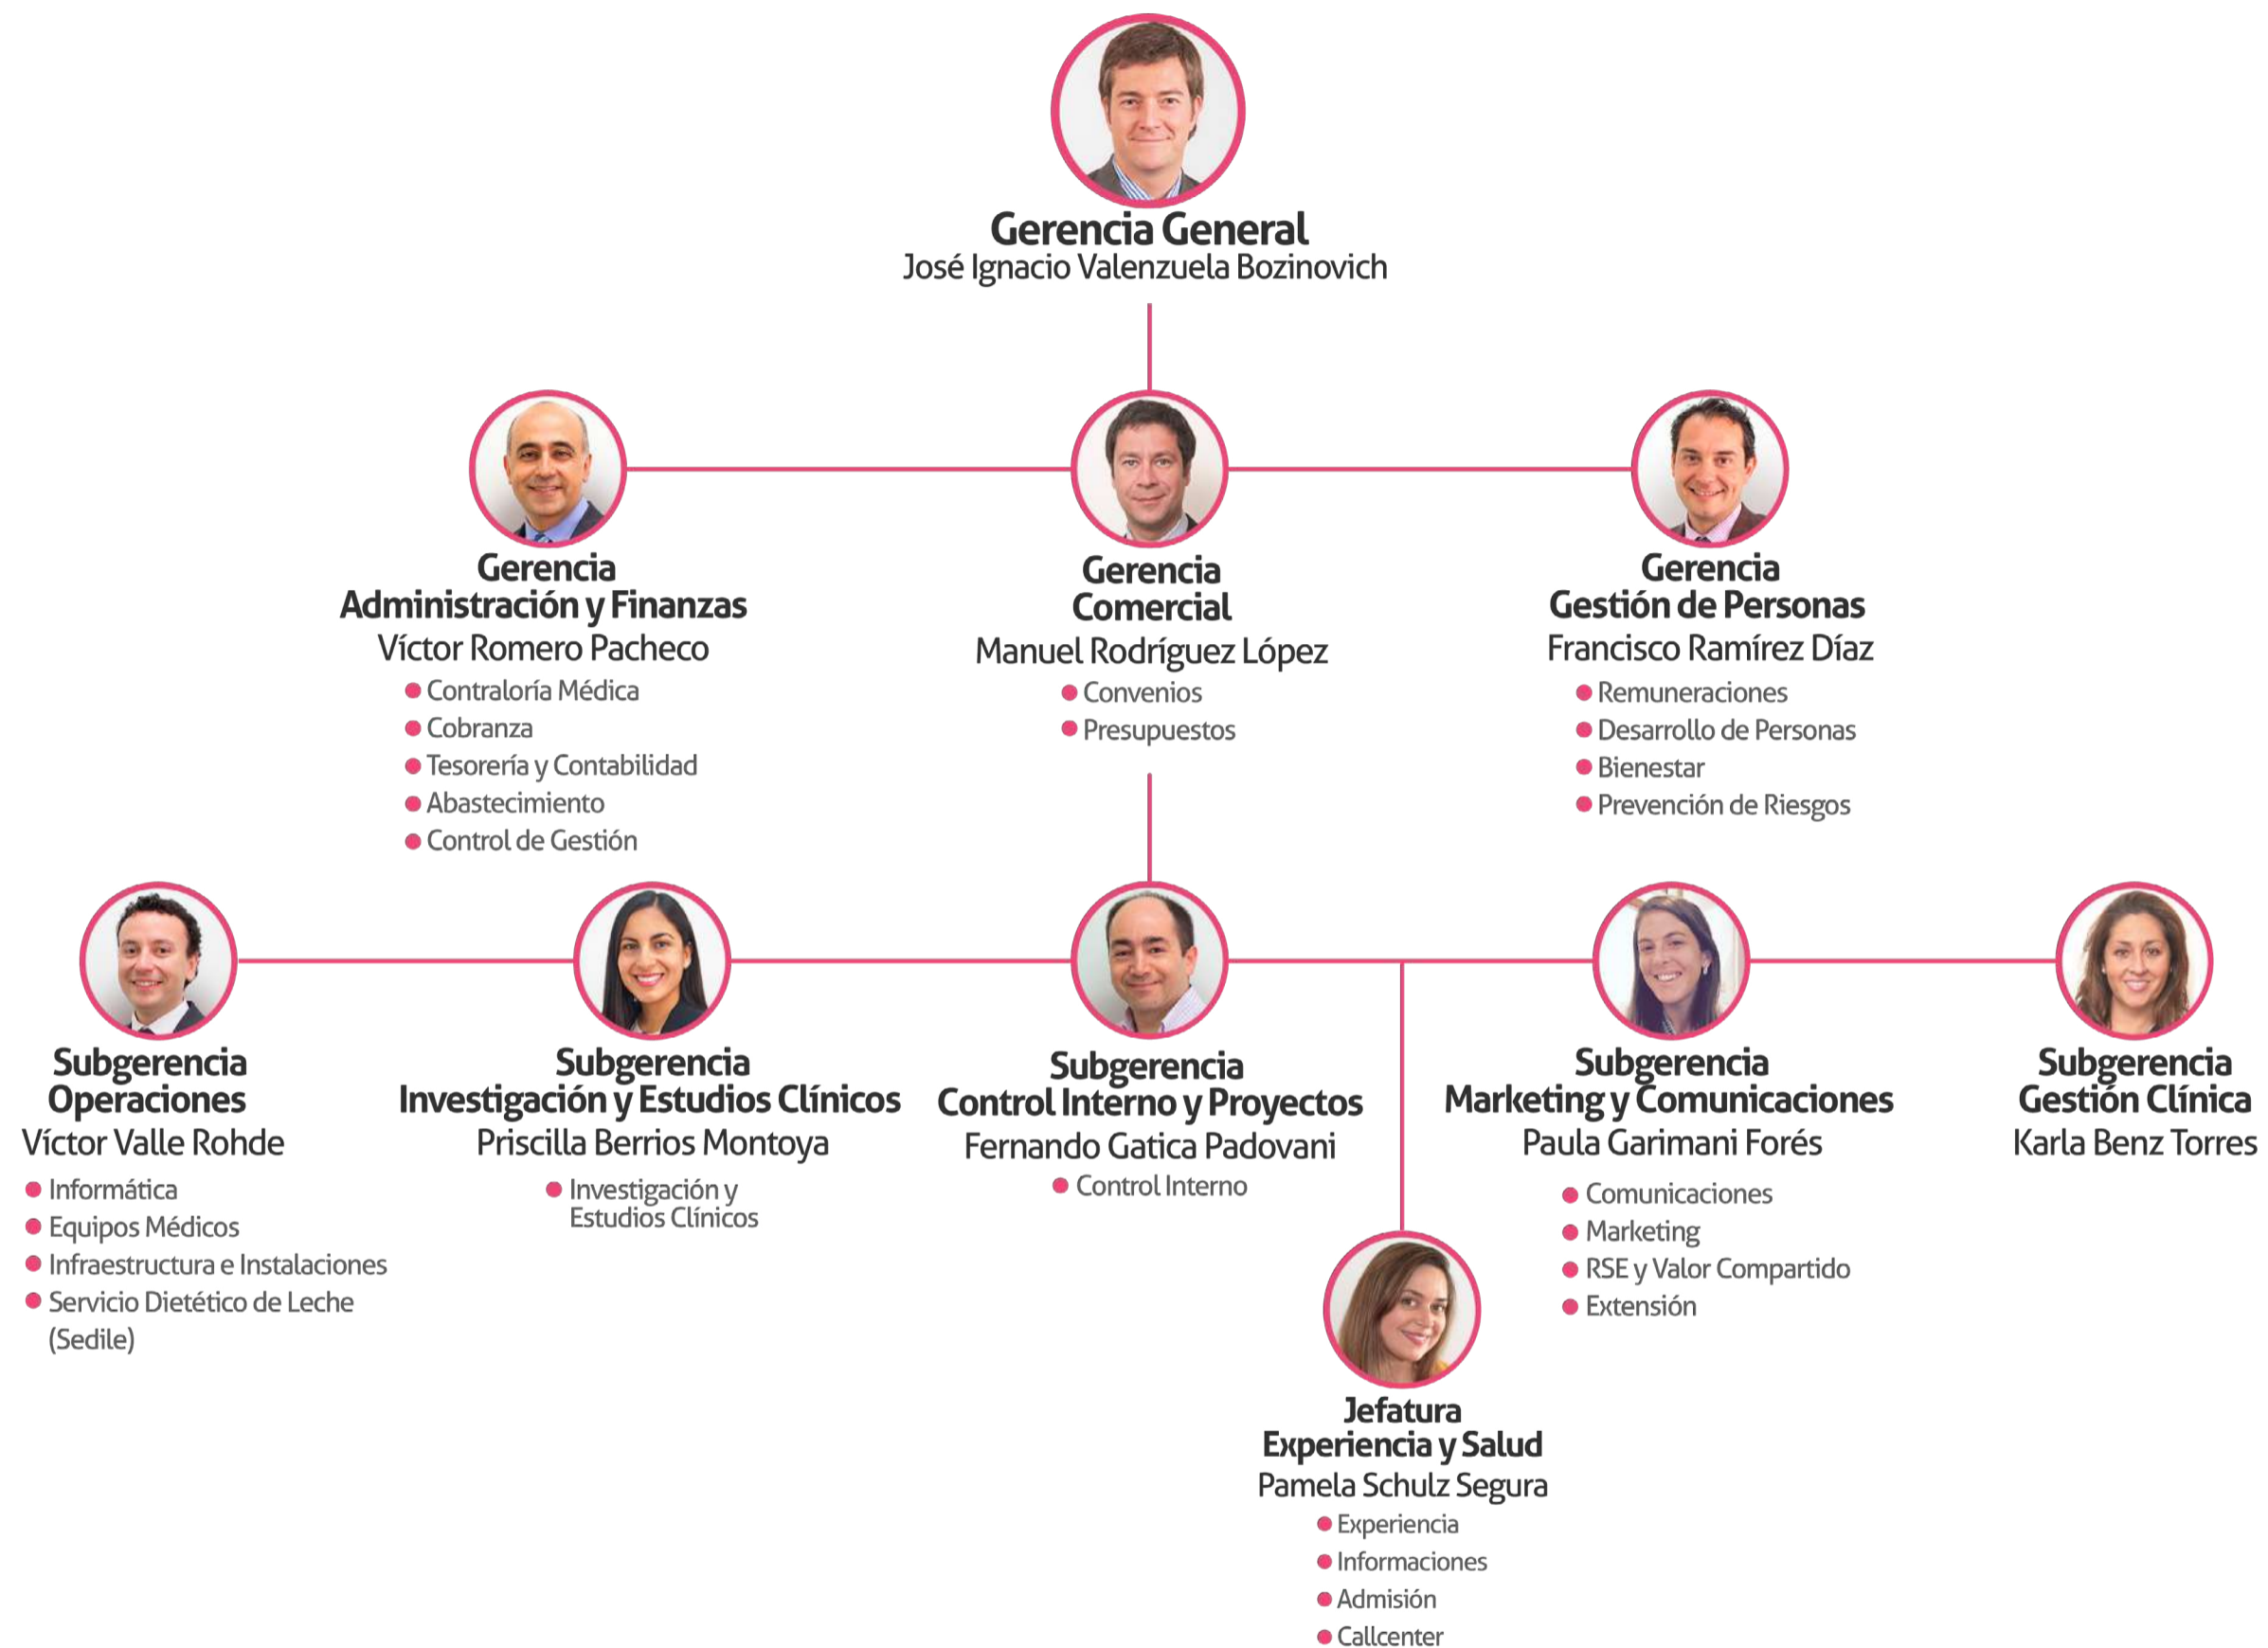 Gerencia General
José Ignacio Valenzuela Bozinovich
Gerencia
Administración y Finanzas
Víctor Romero Pacheco
Contraloría Médica
Cobranza
Tesorería y Contabilidad
Abastecimiento
Control de Gestión
Gerencia
Comercial
Manuel Rodríguez López
Convenios
Presupuestos
Gerencia
Gestión de Personas
Francisco Ramírez Díaz
Remuneraciones
Desarrollo de Personas
Bienestar
Prevención de Riesgos
Subgerencia
Operaciones
Víctor Valle Rohde
Informática
Equipos Médicos
Infraestructura e Instalaciones
Servicio Dietético de Leche
(Sedile)
Subgerencia
Investigación y Estudios Clínicos
Priscilla Berrios Montoya
Investigación y
Estudios Clínicos
Subgerencia
Control Interno y Proyectos
Fernando Gatica Padovani
Control Interno
Subgerencia
Marketing y Comunicaciones
Paula Garimani Forés
Comunicaciones
Marketing
RSE y Valor Compartido
Extensión
Subgerencia
Gestión Clínica
Karla Benz Torres
Jefatura
Experiencia y Salud
Pamela Schulz Segura
Experiencia
Informaciones
Admisión
Callcenter